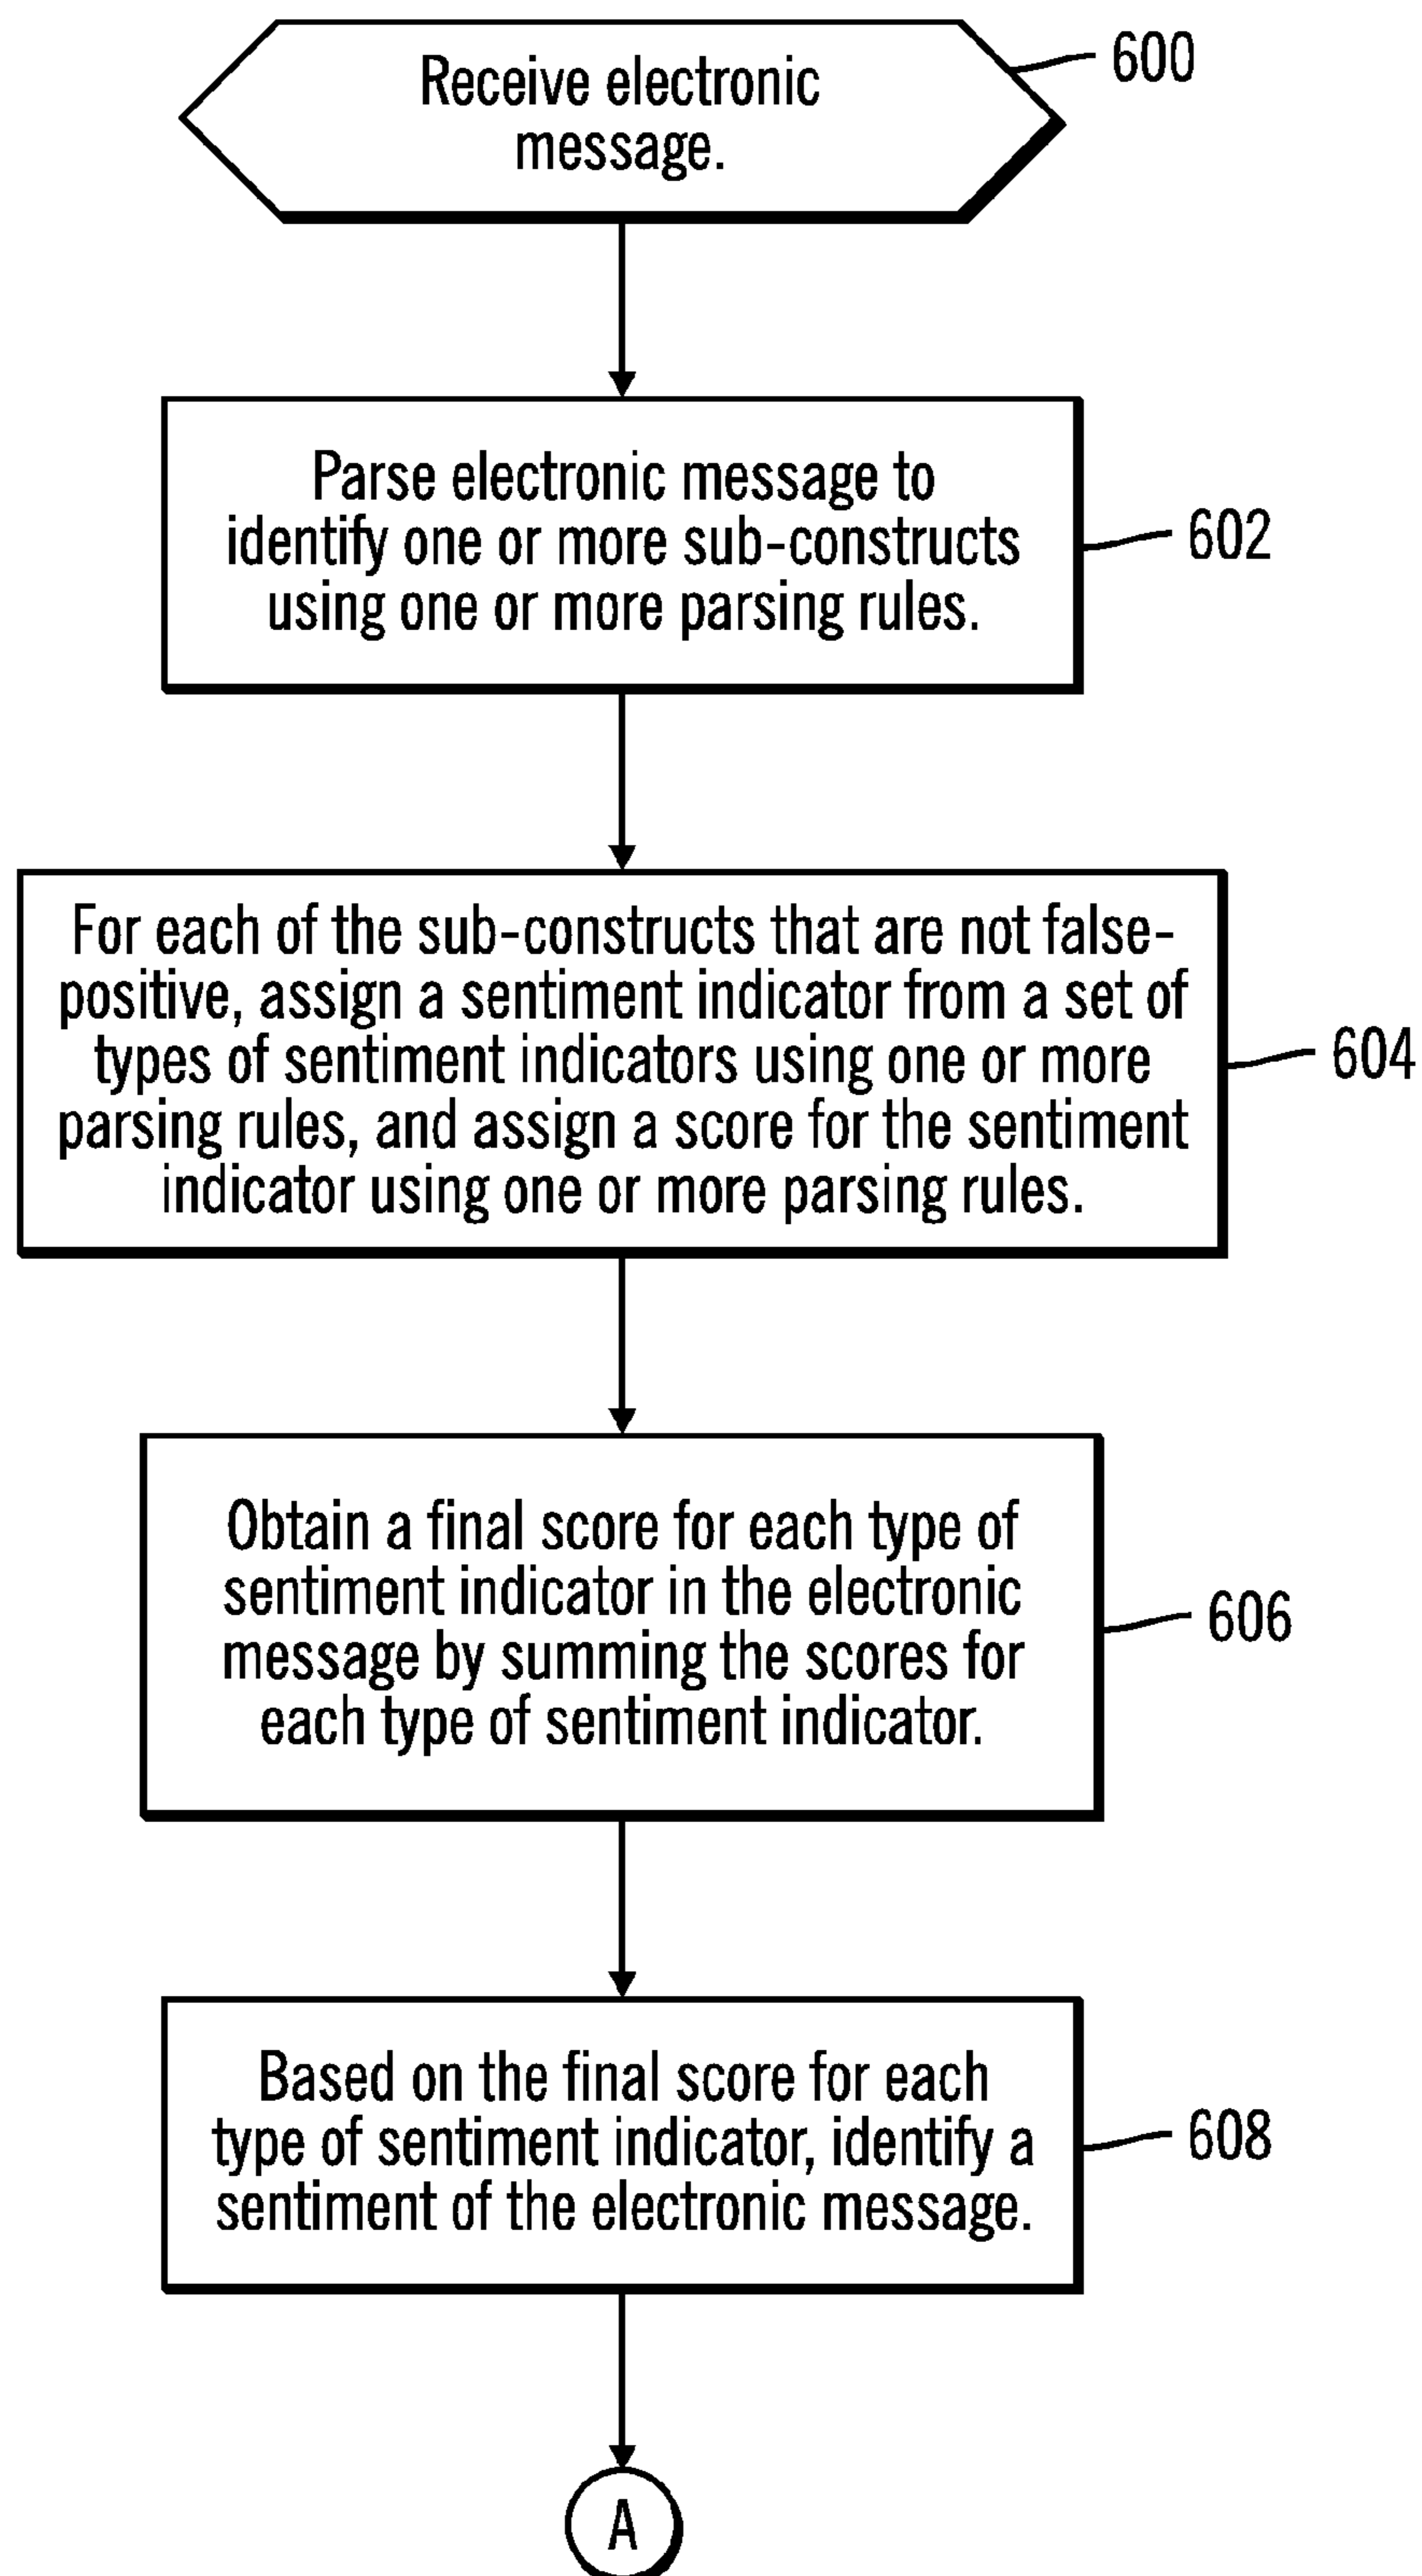 Receive electronic
message.
600
Parse electronic message to
identify one or more sub-constructs
using one or more parsing rules.
602
For each of the sub-constructs that are not false-
positive, assign a sentiment indicator from a set of
types of sentiment indicators using one or more
parsing rules, and assign a score for the sentiment
indicator using one or more parsing rules.
604
Obtain a final score for each type of
sentiment indicator in the electronic
message by summing the scores for
each type of sentiment indicator.
606
Based on the final score for each
type of sentiment indicator, identify a
sentiment of the electronic message.
608
A